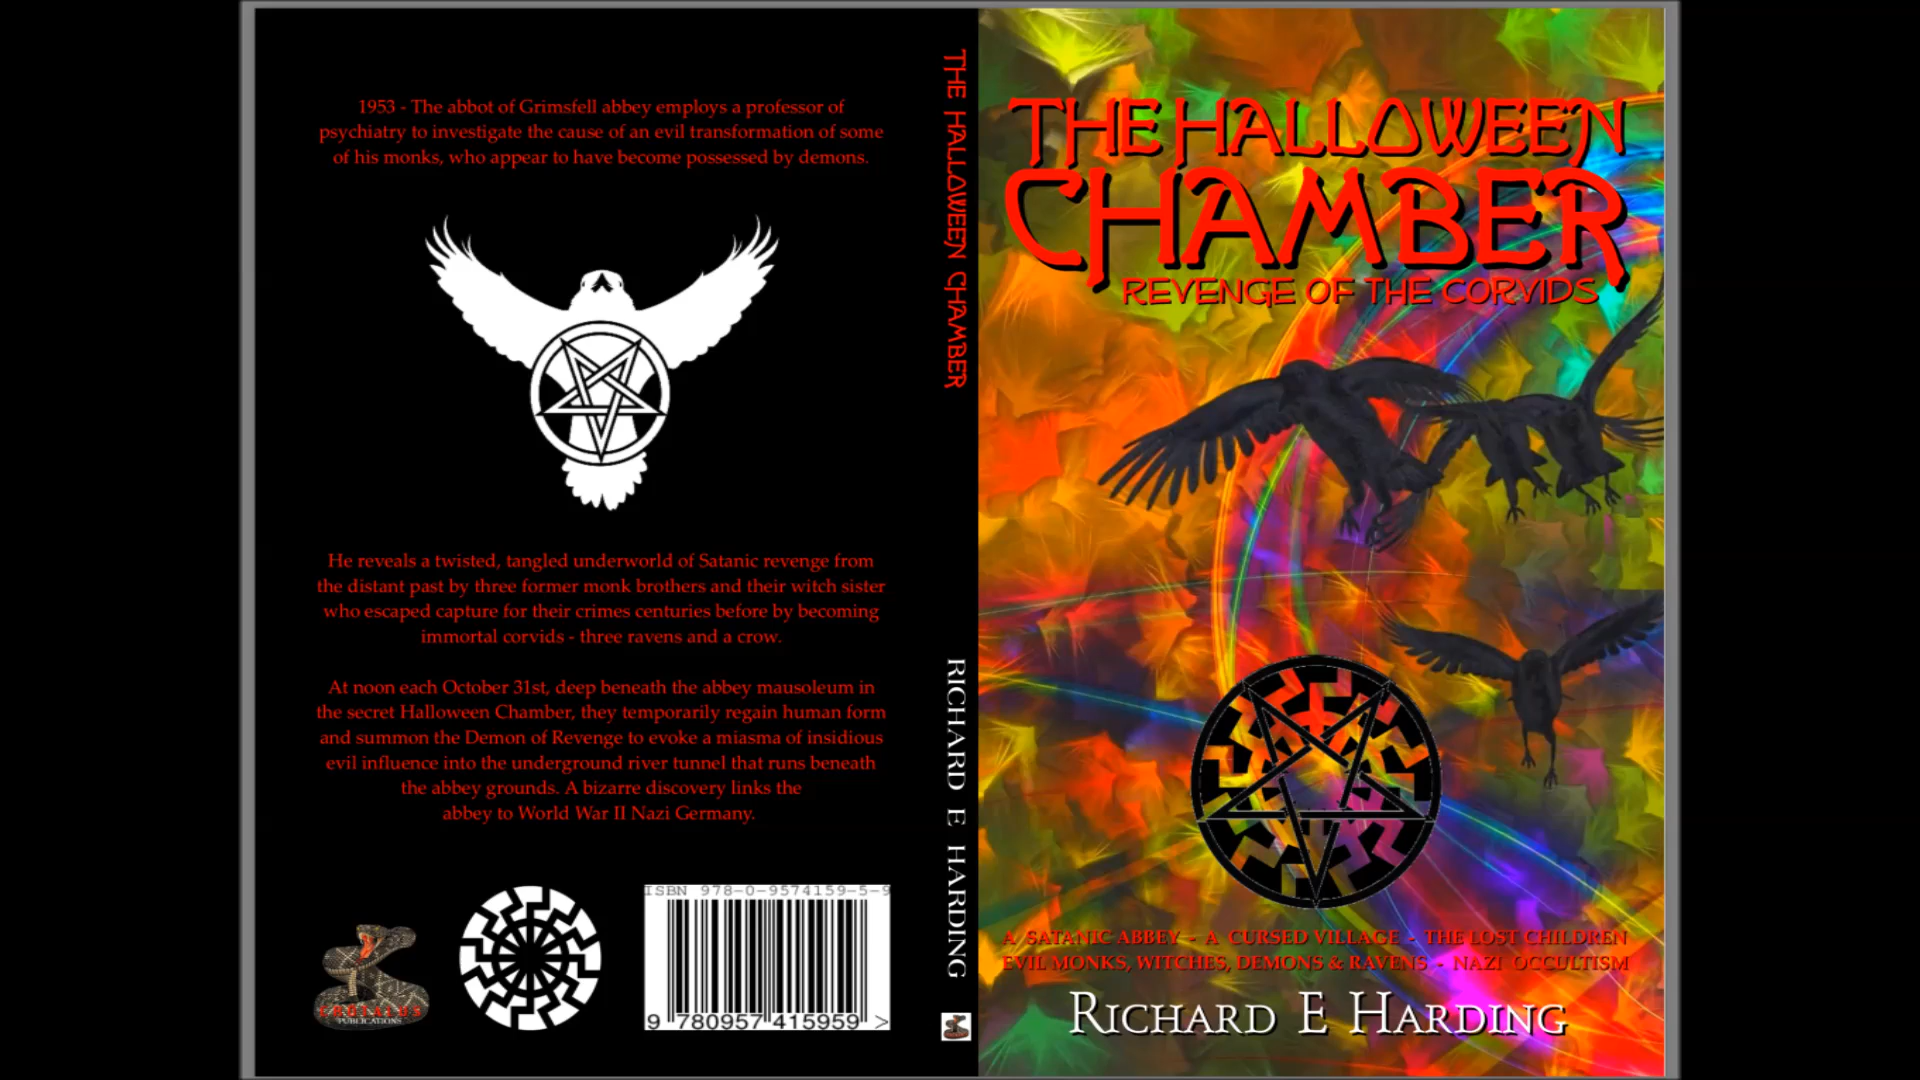 1953 - The abbot of Grimsfell abbey employs a professor of
psychiatry to investigate the cause of an evil transformation of some
of his monks, who appear to have become possessed by demons.
He reveals a twisted, tangled underworld of Satanic revenge from
the distant past by three former monk brothers and their witch sister
who escaped capture for their crimes centuries before by becoming
immortal corvids - three ravens and a crow.
At noon each October 31st, deep beneath the abbey mausoleum in
the secret Halloween Chamber, they temporarily regain human form
and summon the Demon of Revenge to evoke a miasma of insidious
evil influence into the underground river tunnel that runs beneath
the abbey grounds. A bizarre discovery links the
abbey to World War II Nazi Germany.
CROTALUS
PUBLICATIONS
ISBN 978-0-9574159-5-9
9 780957 415959 >
THE HALLOWEEN CHAMBER
RICHARD E HARDING
THE HALLOWEEN
CHAMBER
REVENGE OF THE CORVIDS
A SATANIC ABBEY - A CURSED VILLAGE - THE LOST CHILDREN
EVIL MONKS, WITCHES, DEMONS & RAVENS - NAZI OCCULTISM
RICHARD E HARDING